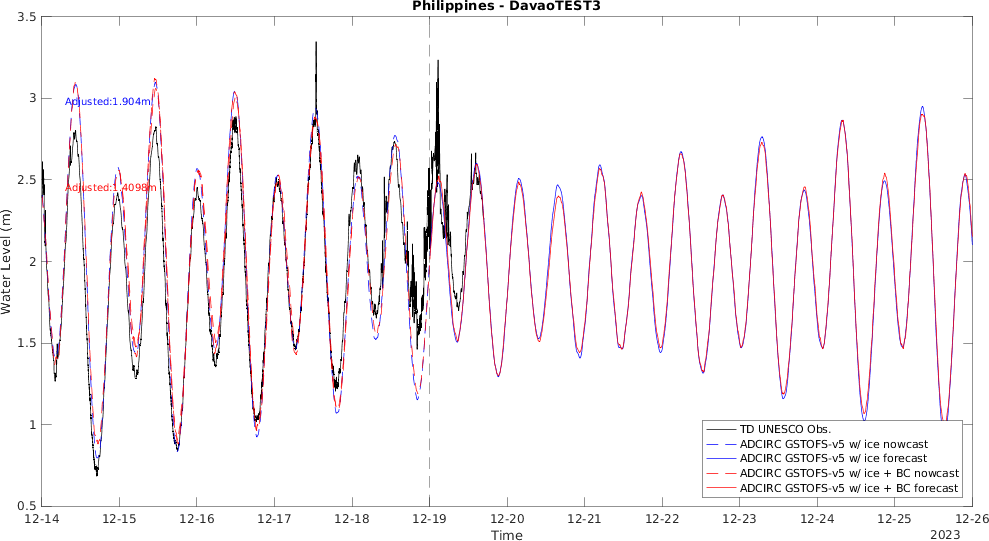 Philippines - DavaoTEST3
3.5
3
2.5
2
1.5
1
0.5
Water Level (m)
Adjusted:1.904m
Adjusted:1.4098m
TD UNESCO Obs.
ADCIRC GSTOFS-v5 w/ ice nowcast
ADCIRC GSTOFS-v5 w/ ice forecast
ADCIRC GSTOFS-v5 w/ ice + BC nowcast
ADCIRC GSTOFS-v5 w/ ice + BC forecast
12-14 12-15 12-16 12-17 12-18 12-19 12-20 12-21 12-22 12-23 12-24 12-25 12-26
Time
2023